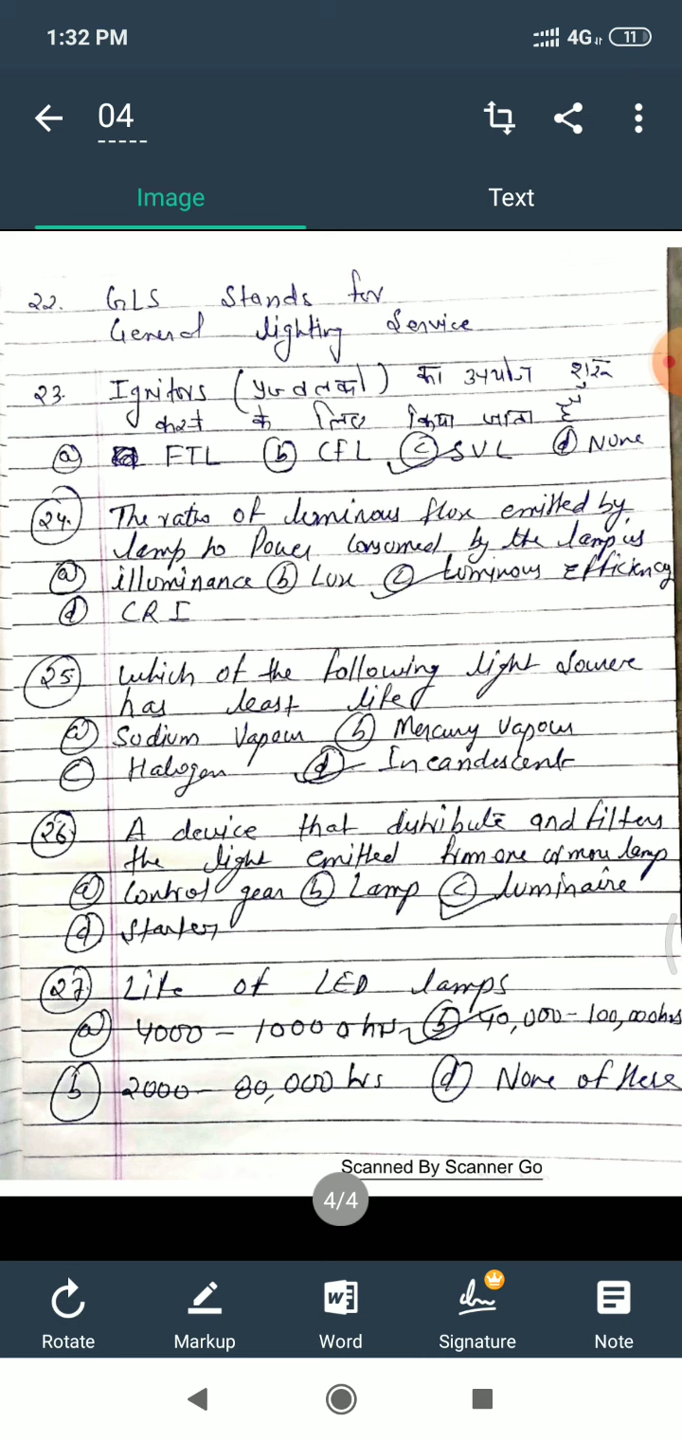 1:32 PM 4G 11
← 04
Image Text
22. GLS Stands for
General lighting Service
23. Ignitors ( ) का उपयोग
करने के लिए किया जाता है
(a) FTL (b) CFL (c) SVL (d) None
24. The ratio of luminous flux emitted by
lamp to Power consumed by the lamp is
(a) illuminance (b) Lux (c) Luminous Efficiency
(d) CRI
25 which of the following light source
has least life
(a) Sodium Vapour (b) Mercury Vapour
(c) Halogen (d) Incandescent
26. A device that distribute and filters
the light emitted from one or more lamp
(a) Control gear (b) Lamp (c) luminaire
(d) Starter
27. Life of LED lamps
(a) 4000 - 10000 hrs (b) 40,000 - 100,000hrs
(b) 2000 - 80,000 hrs (d) None of these
Scanned By Scanner Go
4/4
Rotate Markup Word Signature Note